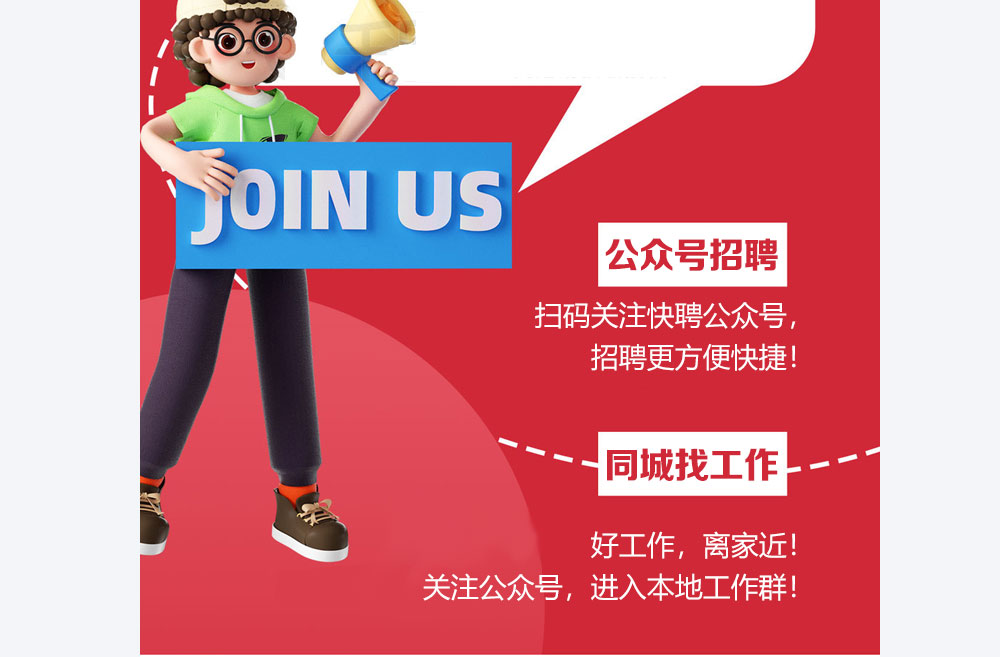 JOIN US
公众号招聘
扫码关注快聘公众号，
招聘更方便快捷！
同城找工作
好工作，离家近！
关注公众号，进入本地工作群！